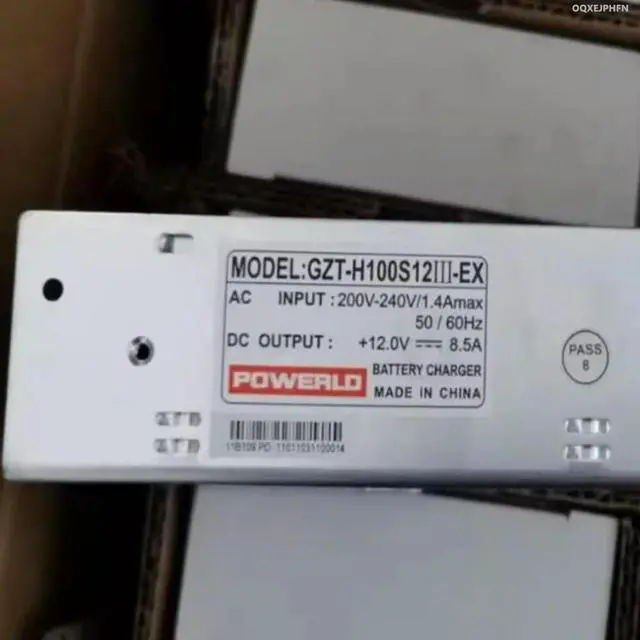 OQXEJPHFN
MODEL:GZT-H100S12III-EX
AC INPUT : 200V-240V/1.4Amax
50 / 60Hz
DC OUTPUT : +12.0V ⎓ 8.5A
POWERLD
BATTERY CHARGER
MADE IN CHINA
PASS
8